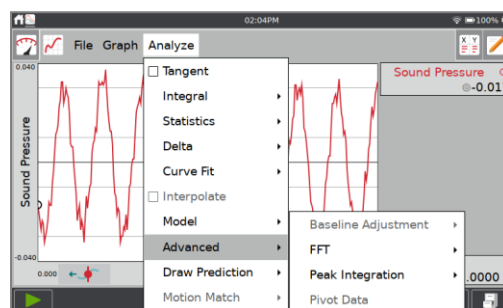 02:04PM
100%
File Graph Analyze
X Y
0.040
Tangent
Integral
Statistics
Delta
Curve Fit
Interpolate
Model
Advanced
Draw Prediction
Motion Match
Baseline Adjustment
FFT
Peak Integration
Pivot Data
Sound Pressure
-0.01
Sound Pressure
-0.040
0.000
.0000